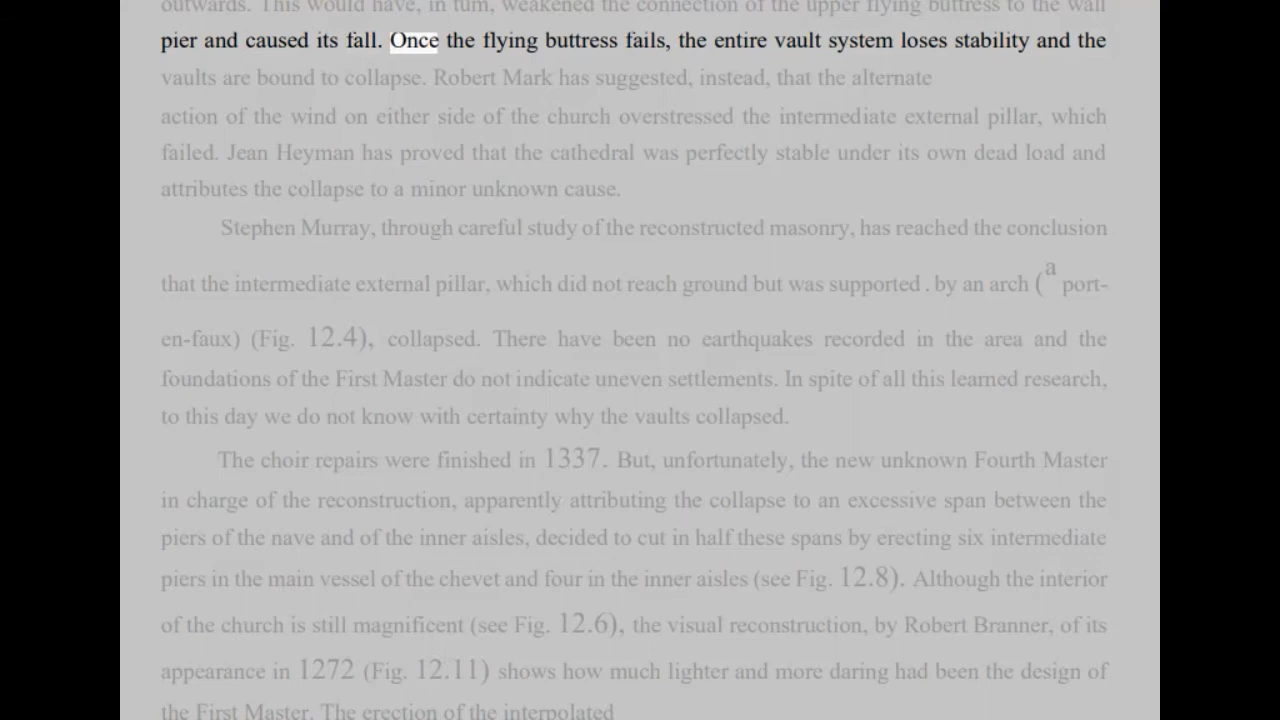 outwards. This would have, in tum, weakened the connection of the upper flying buttress to the wall
pier and caused its fall. Once the flying buttress fails, the entire vault system loses stability and the
vaults are bound to collapse. Robert Mark has suggested, instead, that the alternate
action of the wind on either side of the church overstressed the intermediate external pillar, which
failed. Jean Heyman has proved that the cathedral was perfectly stable under its own dead load and
attributes the collapse to a minor unknown cause.
Stephen Murray, through careful study of the reconstructed masonry, has reached the conclusion
that the intermediate external pillar, which did not reach ground but was supported . by an arch (a port-
en-faux) (Fig. 12.4), collapsed. There have been no earthquakes recorded in the area and the
foundations of the First Master do not indicate uneven settlements. In spite of all this learned research,
to this day we do not know with certainty why the vaults collapsed.
The choir repairs were finished in 1337. But, unfortunately, the new unknown Fourth Master
in charge of the reconstruction, apparently attributing the collapse to an excessive span between the
piers of the nave and of the inner aisles, decided to cut in half these spans by erecting six intermediate
piers in the main vessel of the chevet and four in the inner aisles (see Fig. 12.8). Although the interior
of the church is still magnificent (see Fig. 12.6), the visual reconstruction, by Robert Branner, of its
appearance in 1272 (Fig. 12.11) shows how much lighter and more daring had been the design of
the First Master. The erection of the interpolated